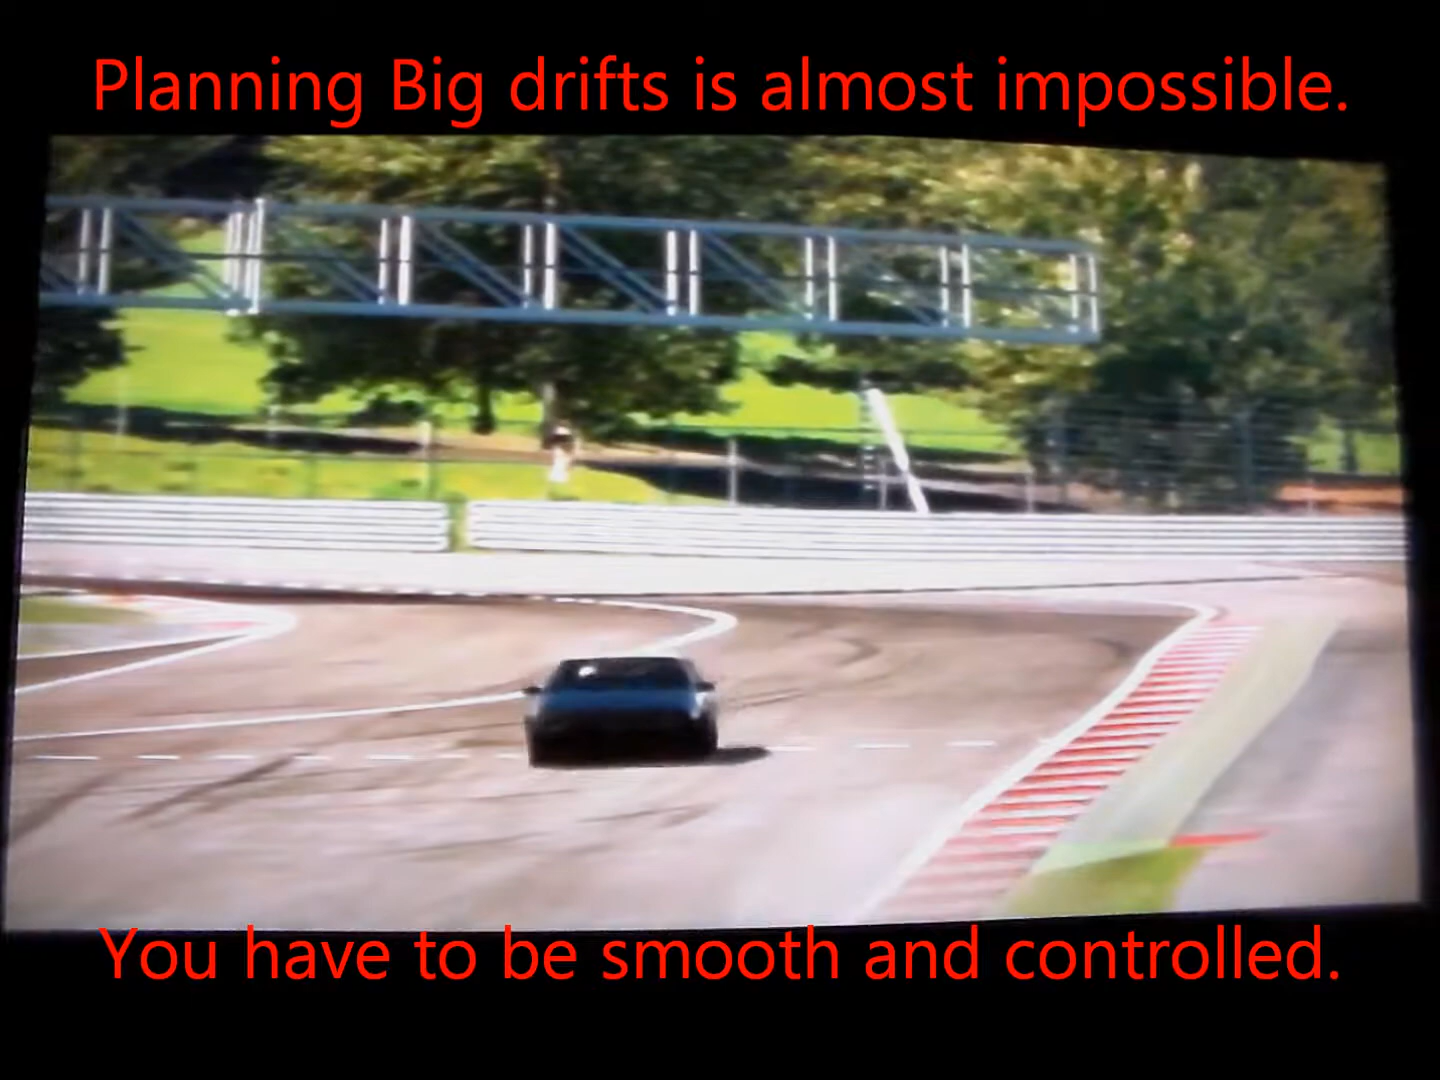 Planning Big drifts is almost impossible.
You have to be smooth and controlled.